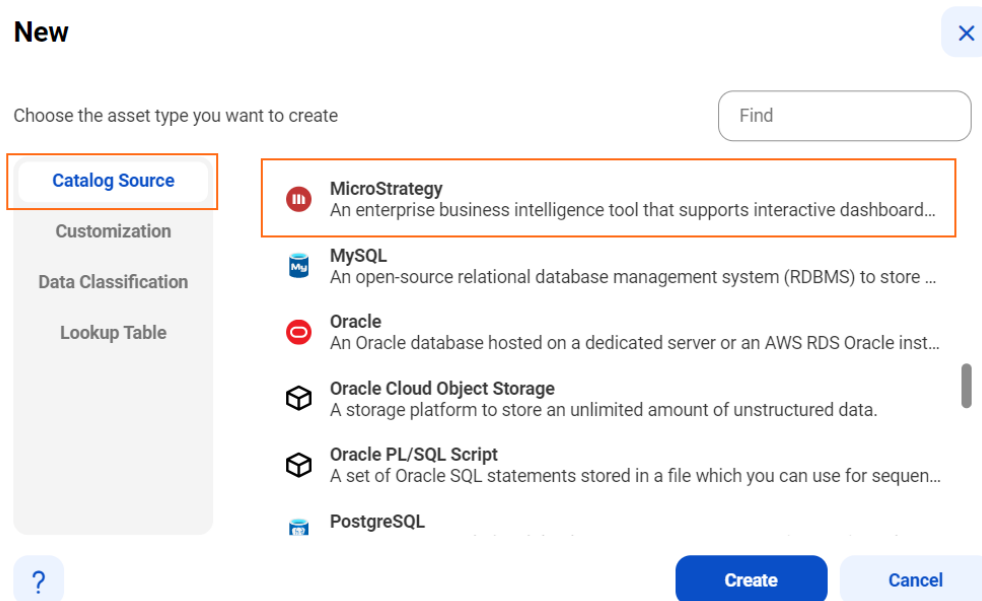 New
Choose the asset type you want to create
Find
Catalog Source
Customization
Data Classification
Lookup Table
MicroStrategy
An enterprise business intelligence tool that supports interactive dashboard...
MySQL
An open-source relational database management system (RDBMS) to store ...
Oracle
An Oracle database hosted on a dedicated server or an AWS RDS Oracle inst...
Oracle Cloud Object Storage
A storage platform to store an unlimited amount of unstructured data.
Oracle PL/SQL Script
A set of Oracle SQL statements stored in a file which you can use for sequen...
PostgreSQL
?
Create
Cancel